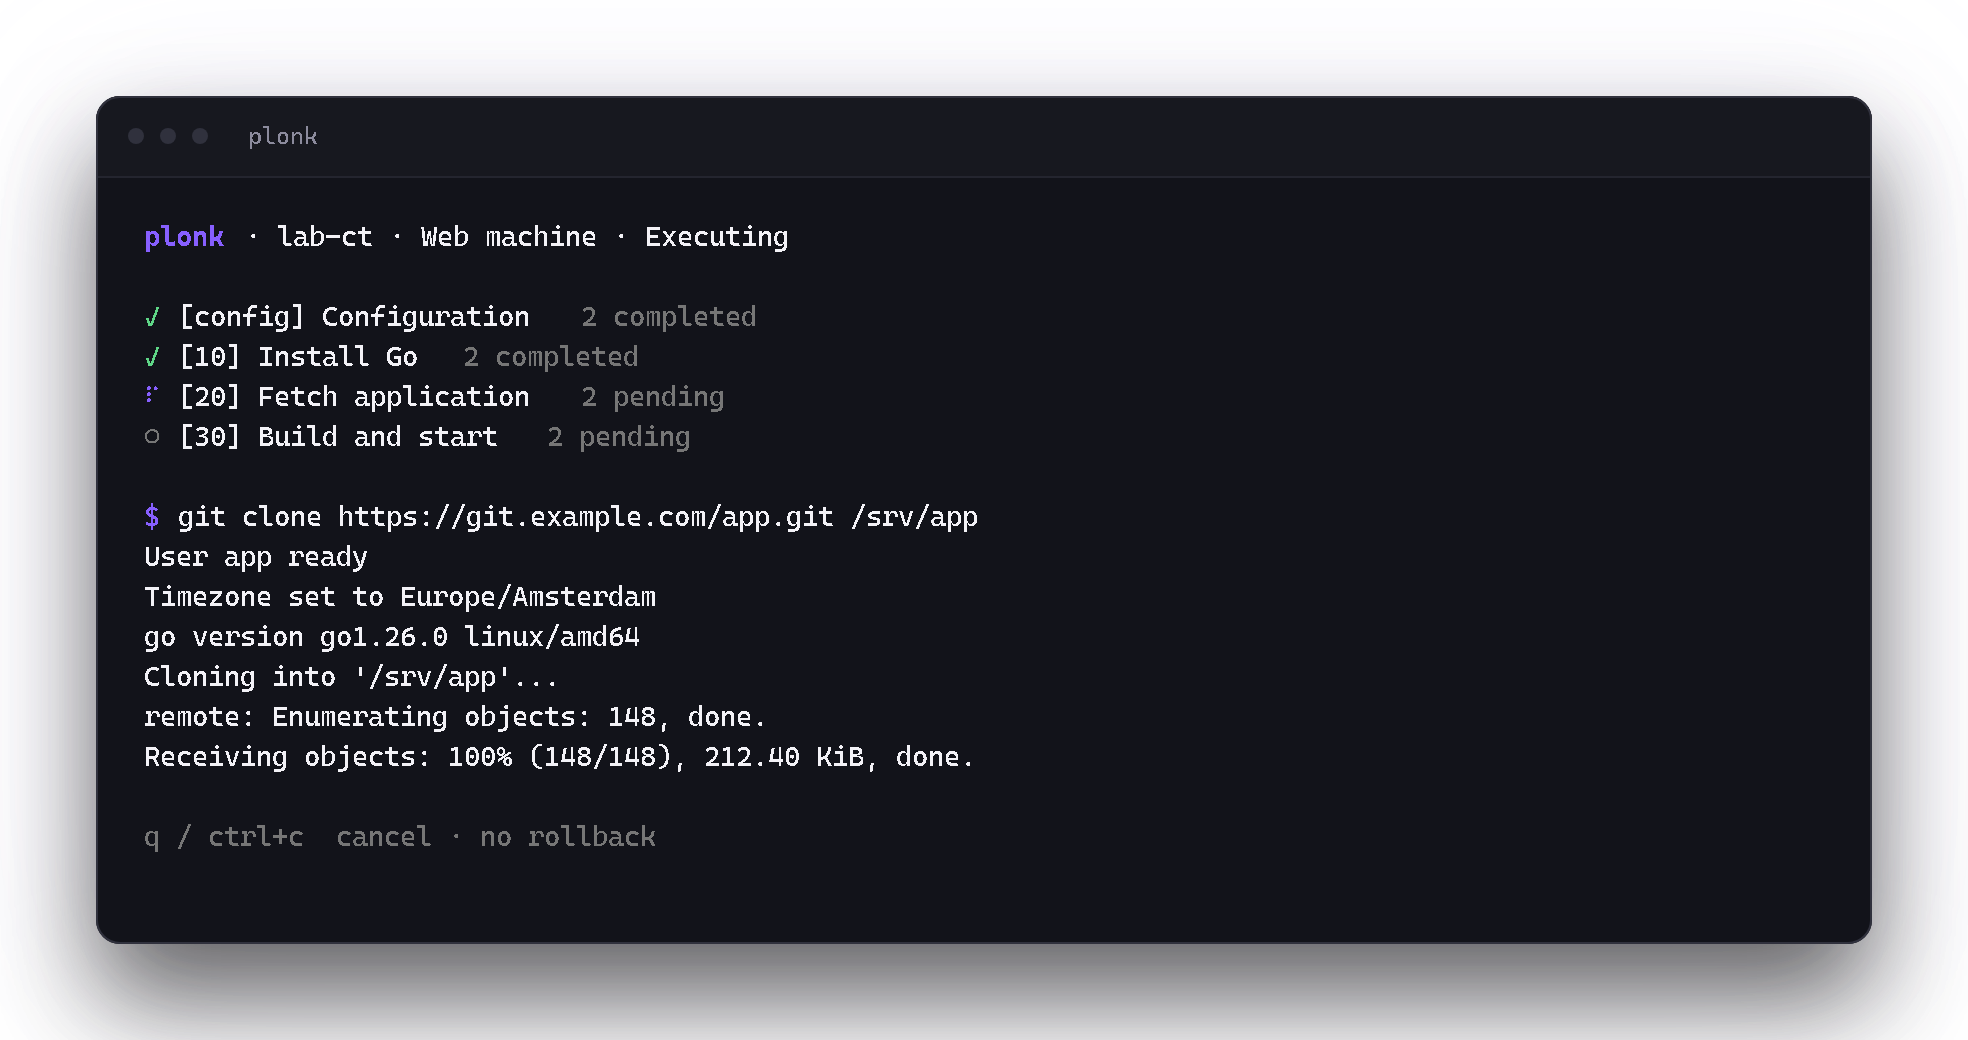 plonk
plonk · lab-ct · Web machine · Executing
✓ [config] Configuration   2 completed
✓ [10] Install Go   2 completed
⠏ [20] Fetch application   2 pending
○ [30] Build and start   2 pending
$ git clone https://git.example.com/app.git /srv/app
User app ready
Timezone set to Europe/Amsterdam
go version go1.26.0 linux/amd64
Cloning into '/srv/app'...
remote: Enumerating objects: 148, done.
Receiving objects: 100% (148/148), 212.40 KiB, done.
q / ctrl+c  cancel · no rollback